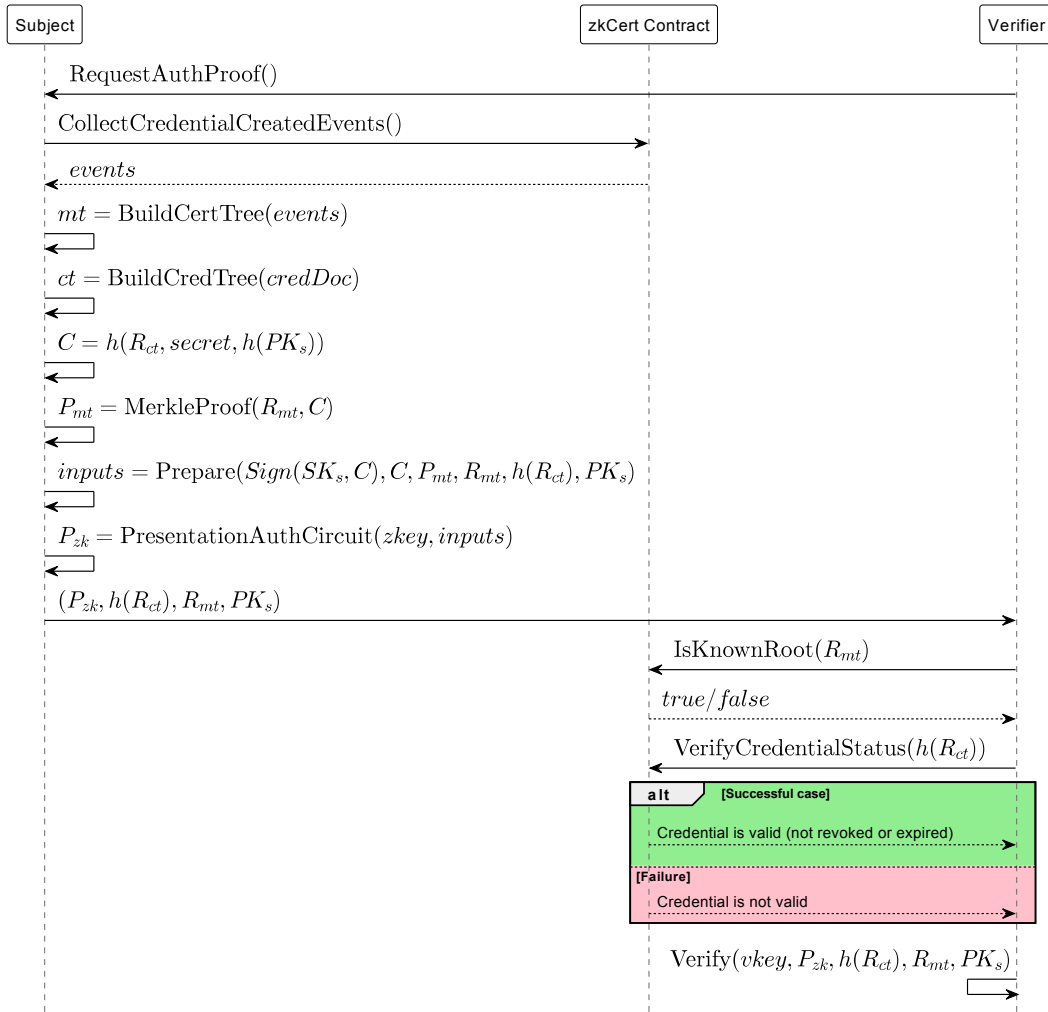 Subject
zkCert Contract
Verifier
RequestAuthProof()
CollectCredentialCreatedEvents()
events
mt = BuildCertTree(events)
ct = BuildCredTree(credDoc)
C = h(R_ct, secret, h(PK_s))
P_mt = MerkleProof(R_mt, C)
inputs = Prepare(Sign(SK_s, C), C, P_mt, R_mt, h(R_ct), PK_s)
P_zk = PresentationAuthCircuit(zkey, inputs)
(P_zk, h(R_ct), R_mt, PK_s)
IsKnownRoot(R_mt)
true/false
VerifyCredentialStatus(h(R_ct))
alt [Successful case]
Credential is valid (not revoked or expired)
[Failure]
Credential is not valid
Verify(vkey, P_zk, h(R_ct), R_mt, PK_s)